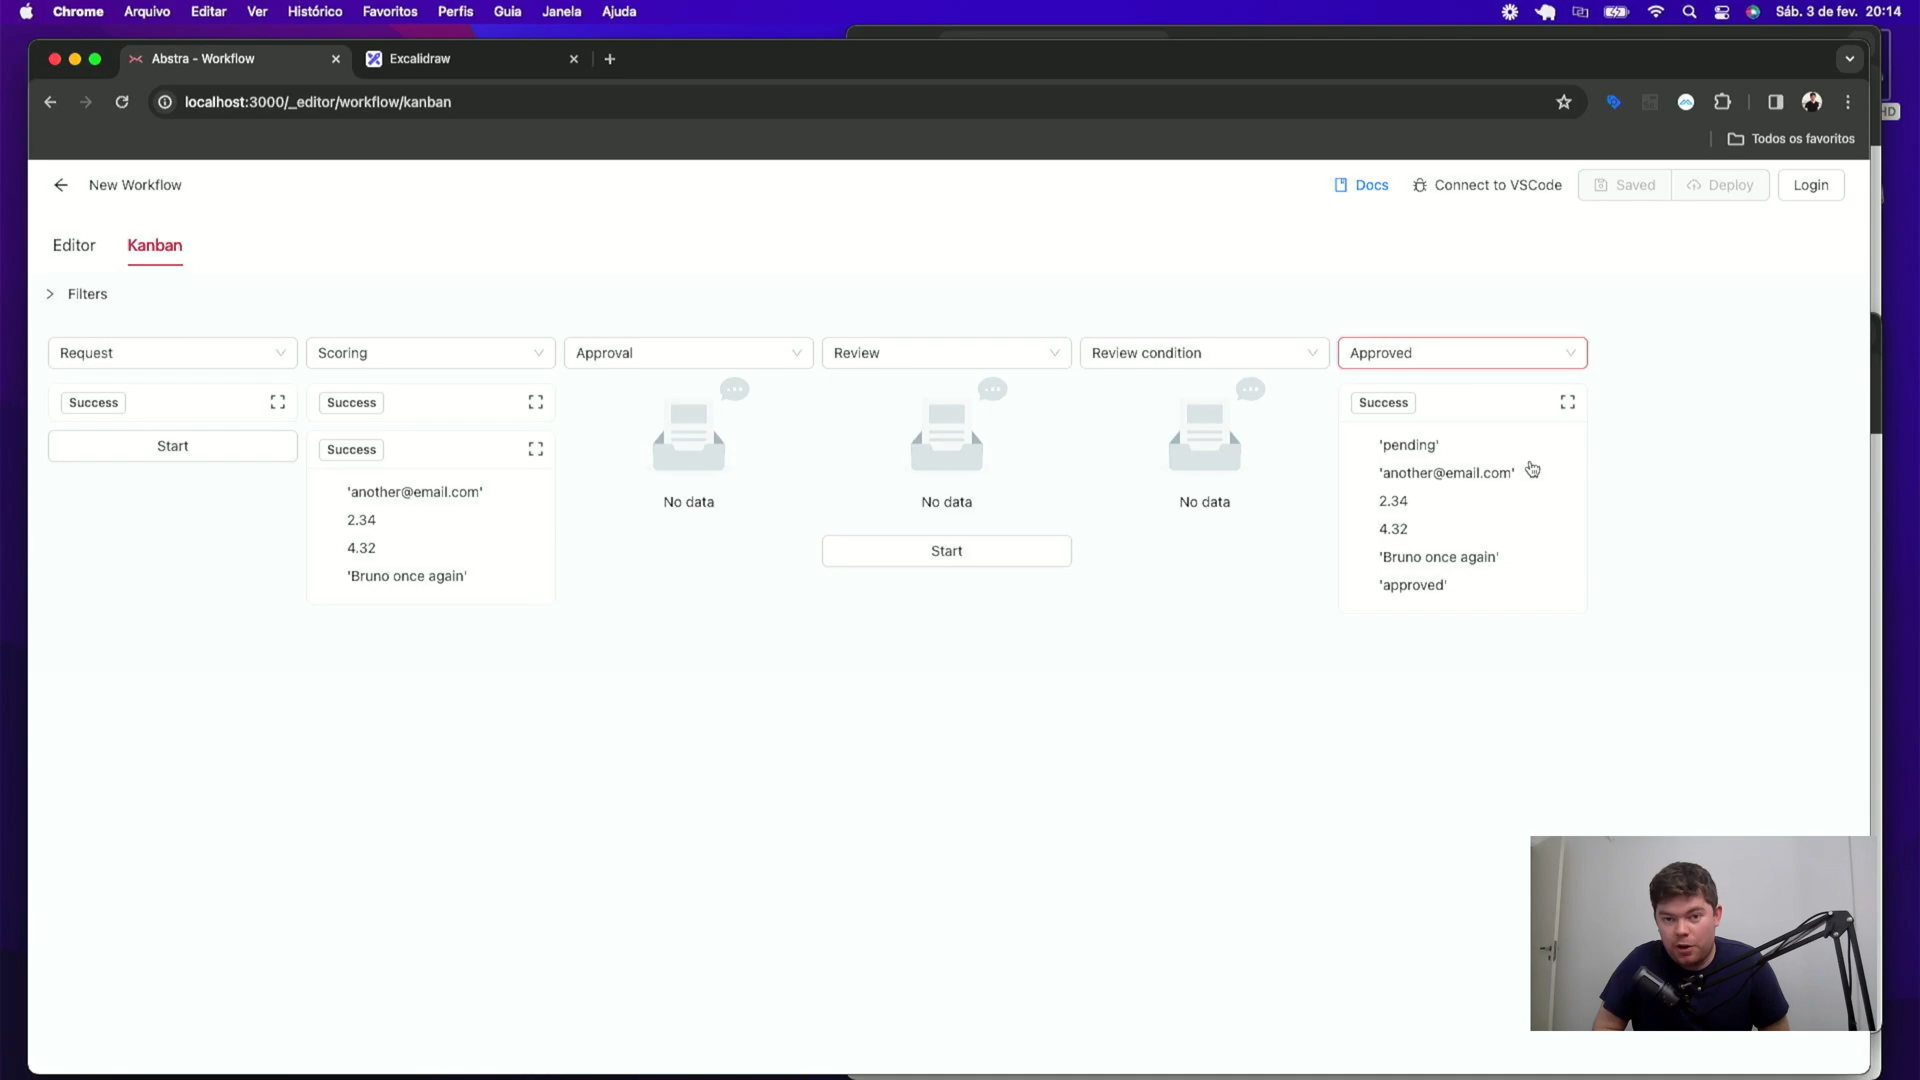 Chrome Arquivo Editar Ver Histórico Favoritos Perfis Guia Janela Ajuda Sáb. 3 de fev. 20:14
Abstra - Workflow Excalidraw
localhost:3000/_editor/workflow/kanban
HD
Todos os favoritos
New Workflow Docs Connect to VSCode Saved Deploy Login
Editor Kanban
Filters
Request Scoring Approval Review Review condition Approved
Success Success Success
Start
Success
'another@email.com'
2.34
4.32
'Bruno once again'
No data
No data
Start
No data
'pending'
'another@email.com'
2.34
4.32
'Bruno once again'
'approved'